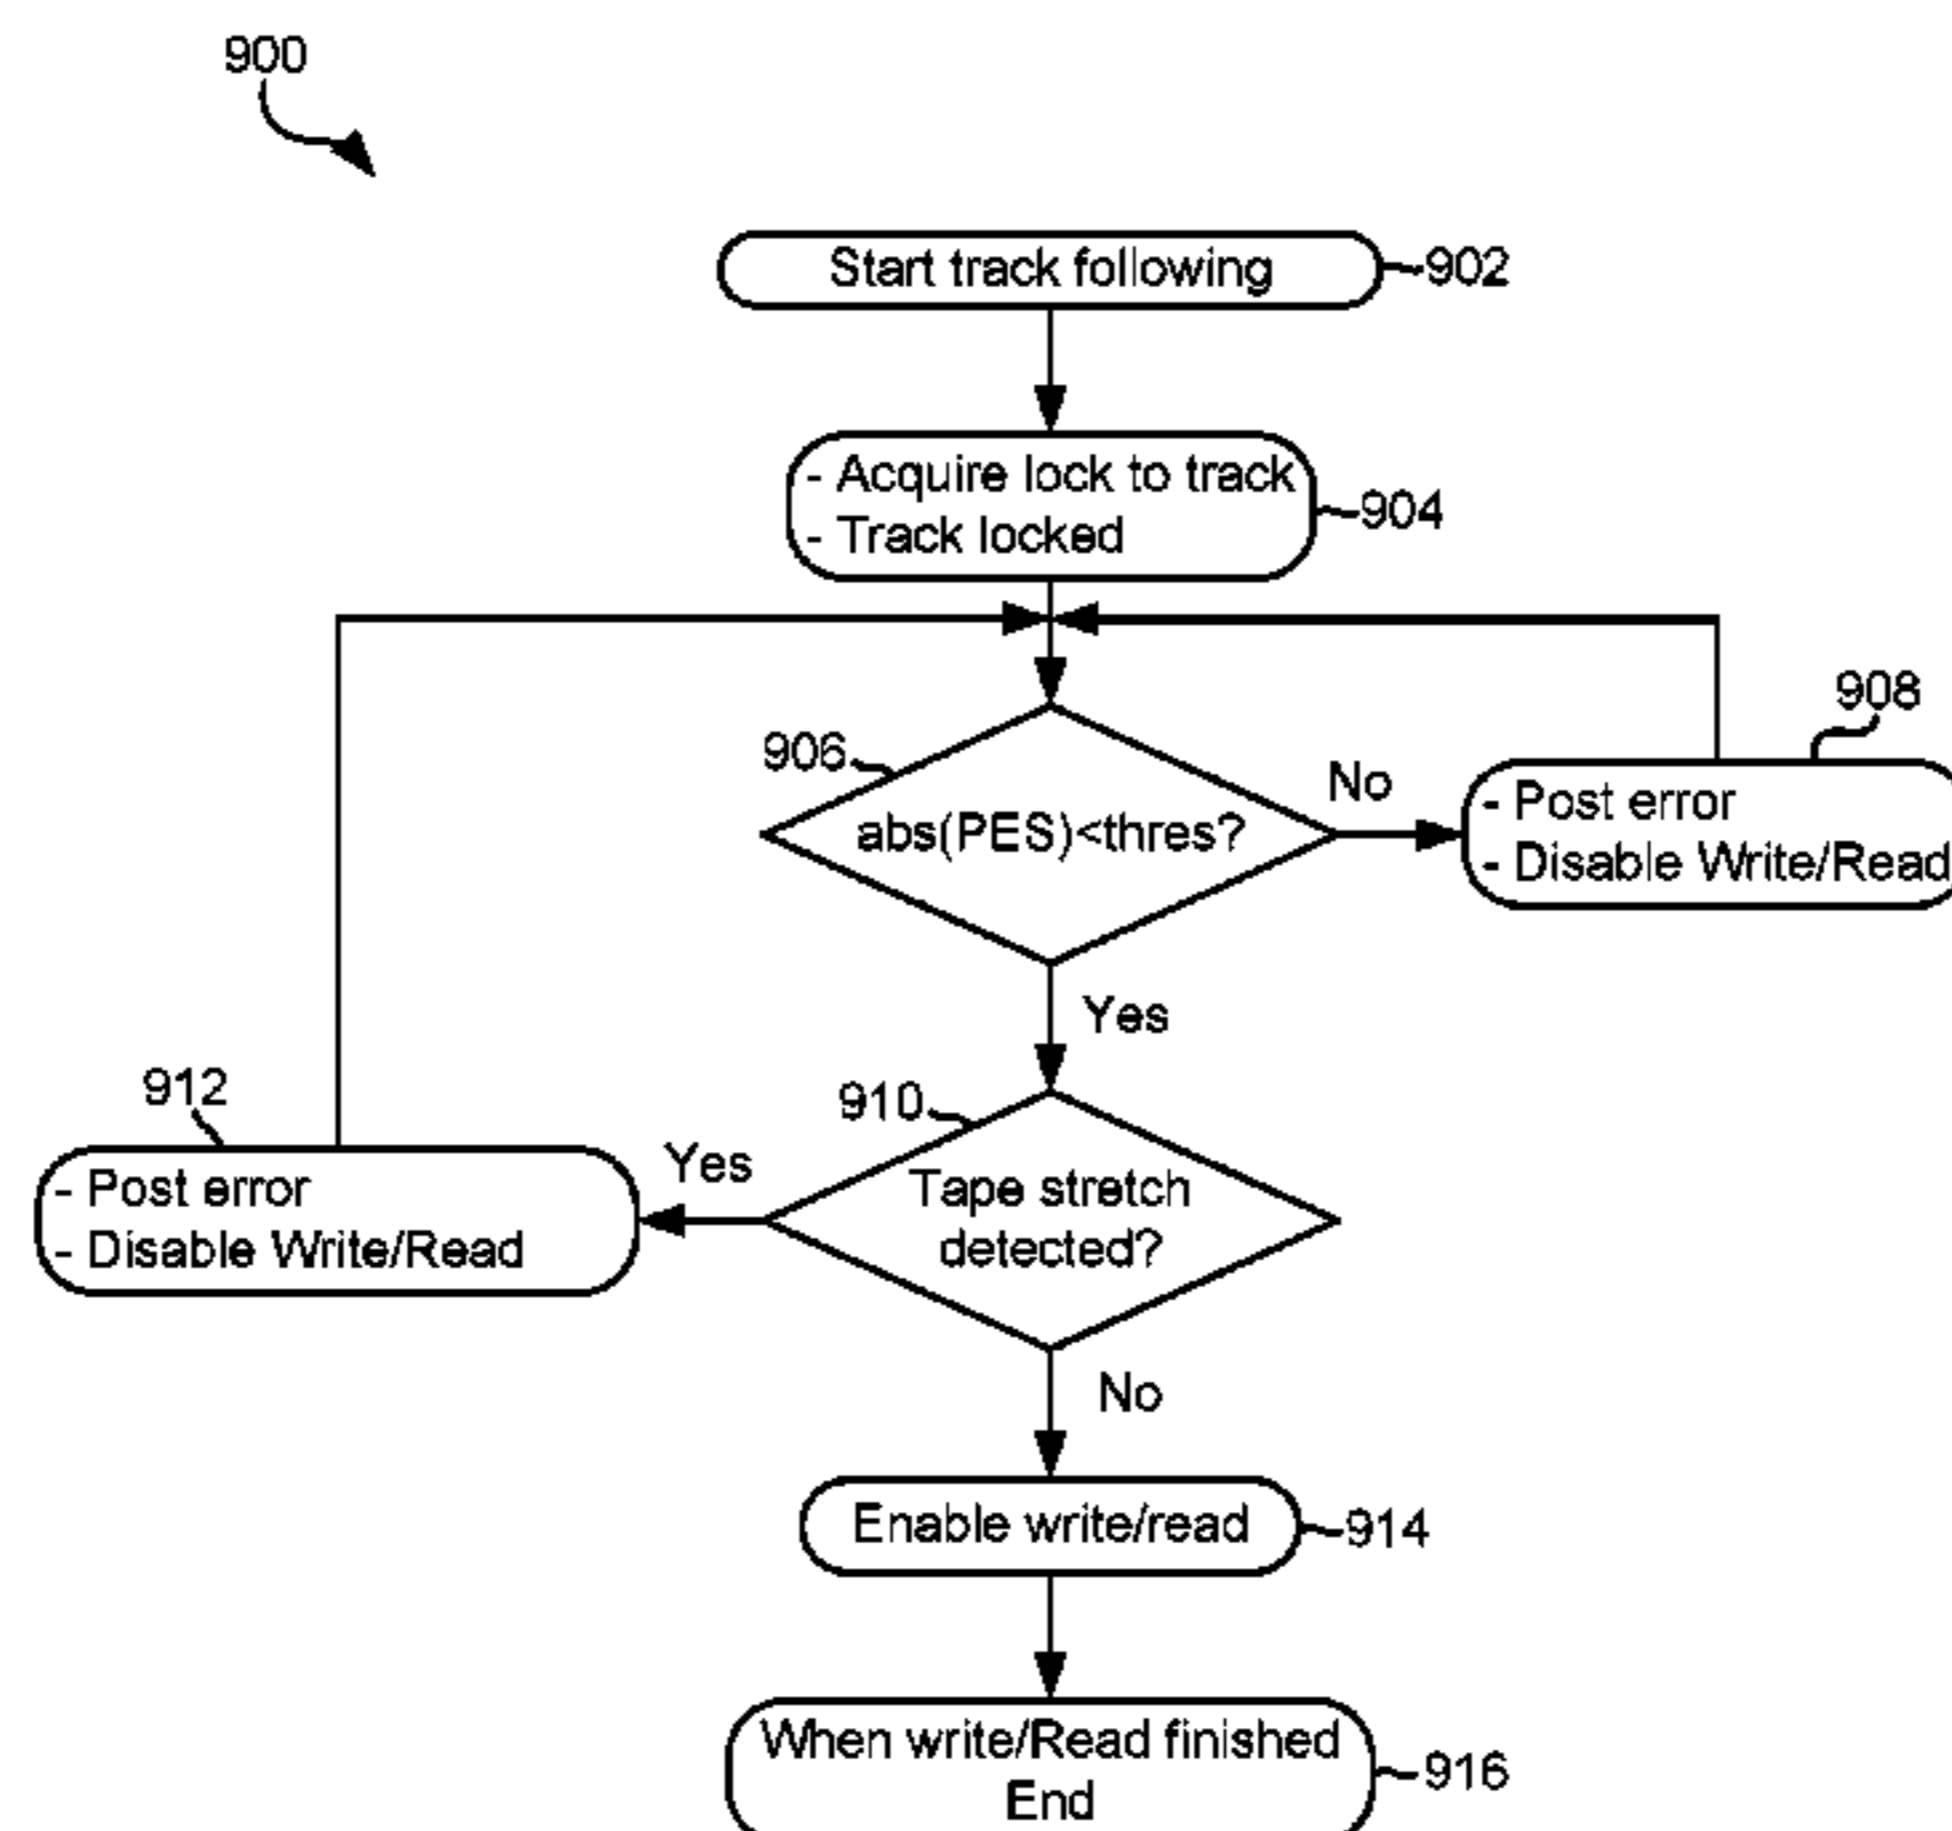 900
Start track following
902
- Acquire lock to track
- Track locked
904
908
906
abs(PES)<thres?
No
- Post error
- Disable Write/Read
Yes
912
910
- Post error
- Disable Write/Read
Yes
Tape stretch
detected?
No
Enable write/read
914
When write/Read finished
End
916